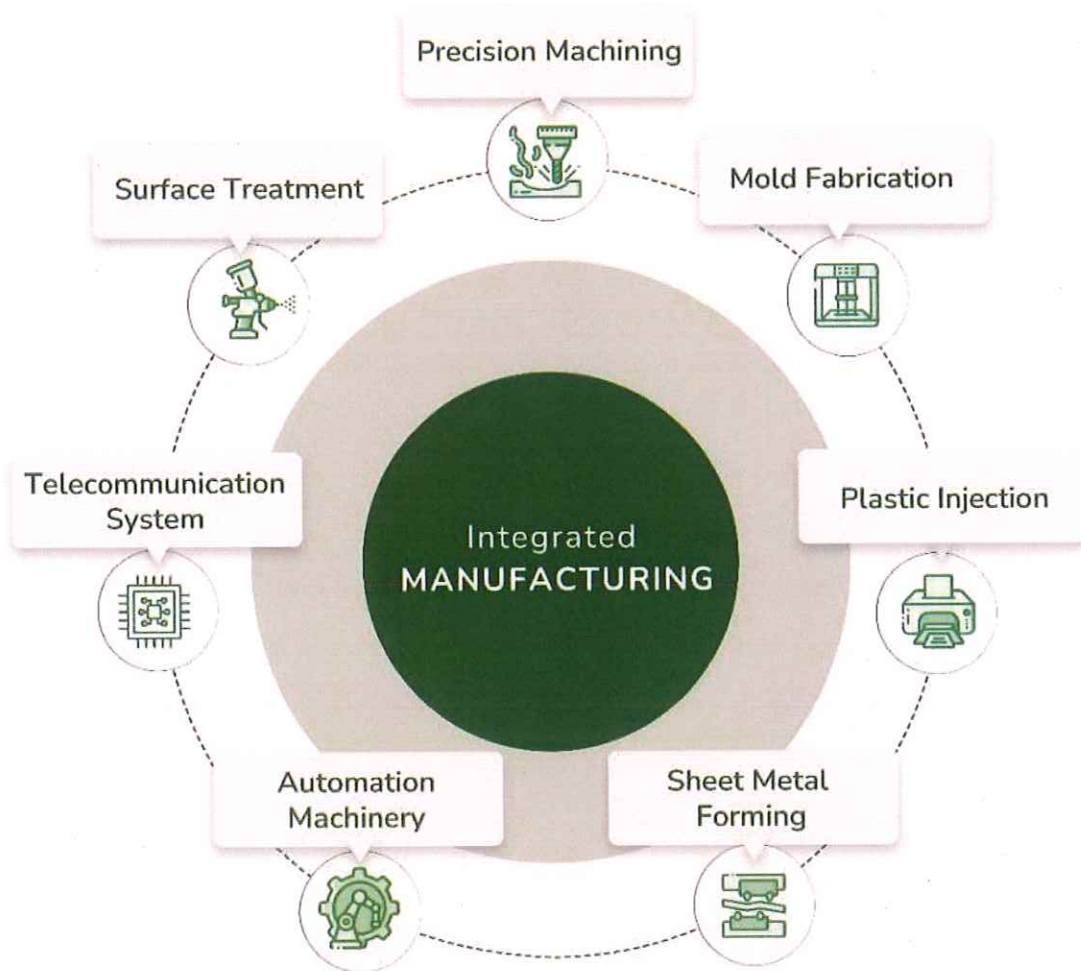 Precision Machining
Surface Treatment
Mold Fabrication
Telecommunication
System
Plastic Injection
Integrated
MANUFACTURING
Automation
Machinery
Sheet Metal
Forming